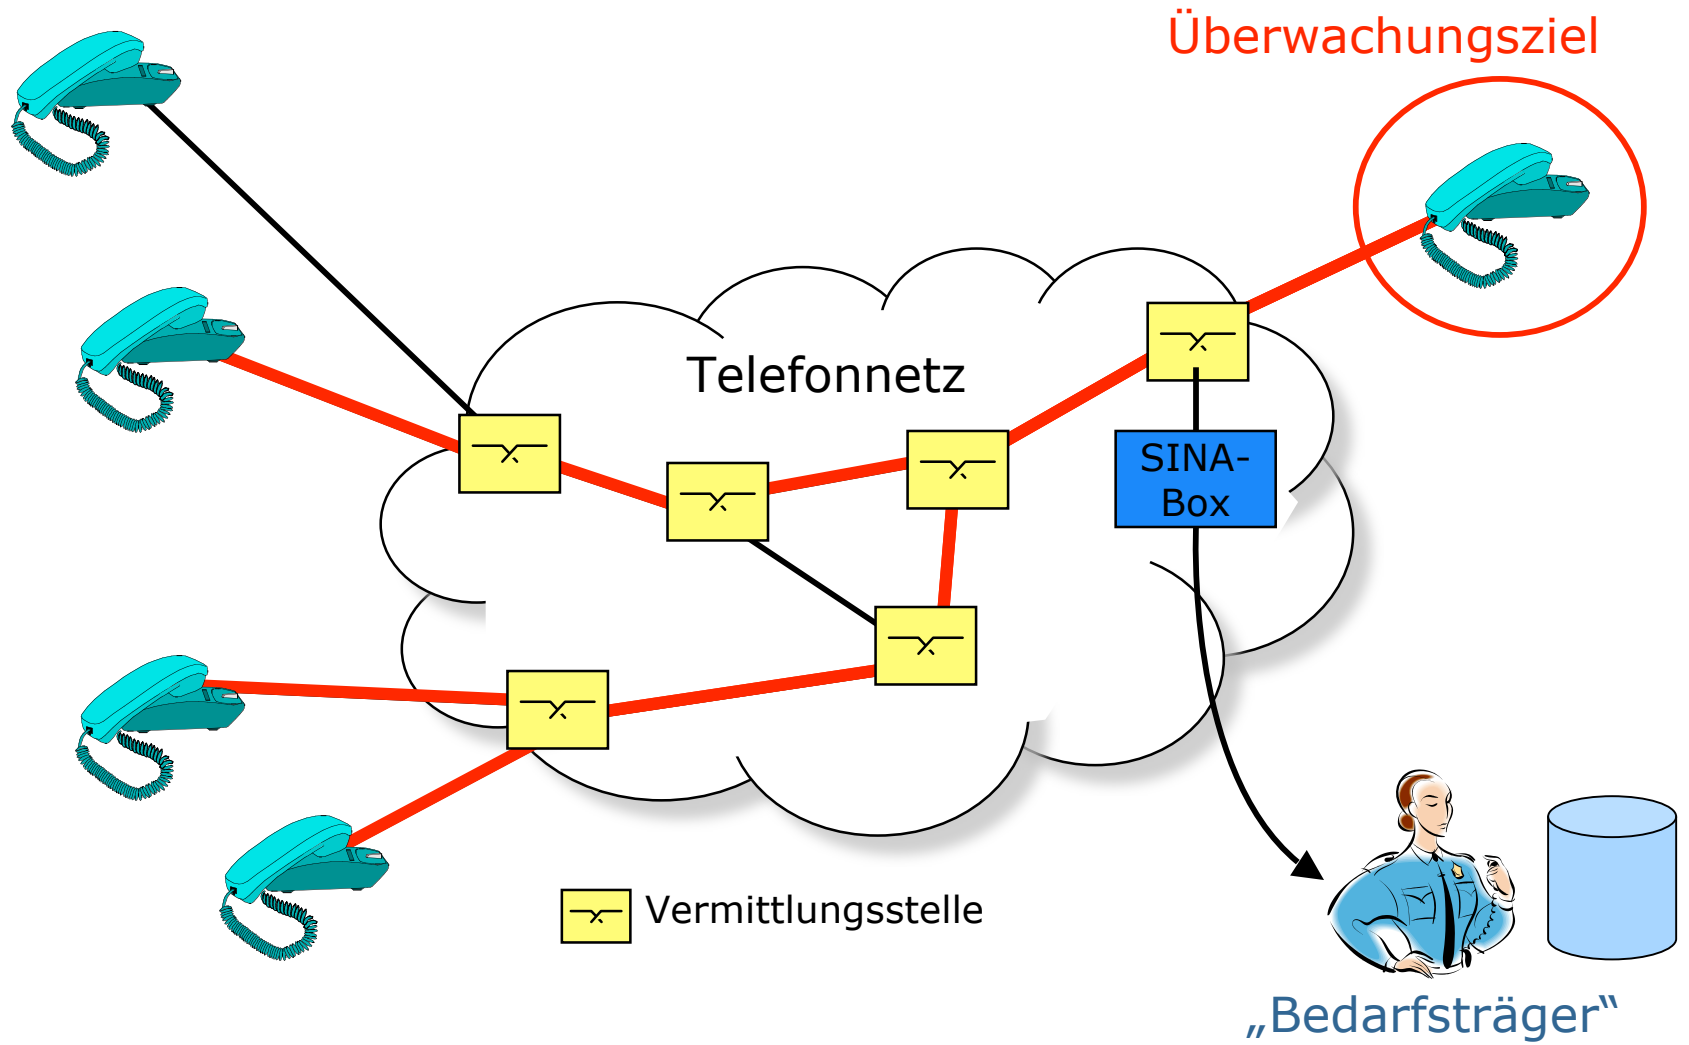 Überwachungsziel
Telefonnetz
SINA-
Box
Vermittlungsstelle
„Bedarfsträger“